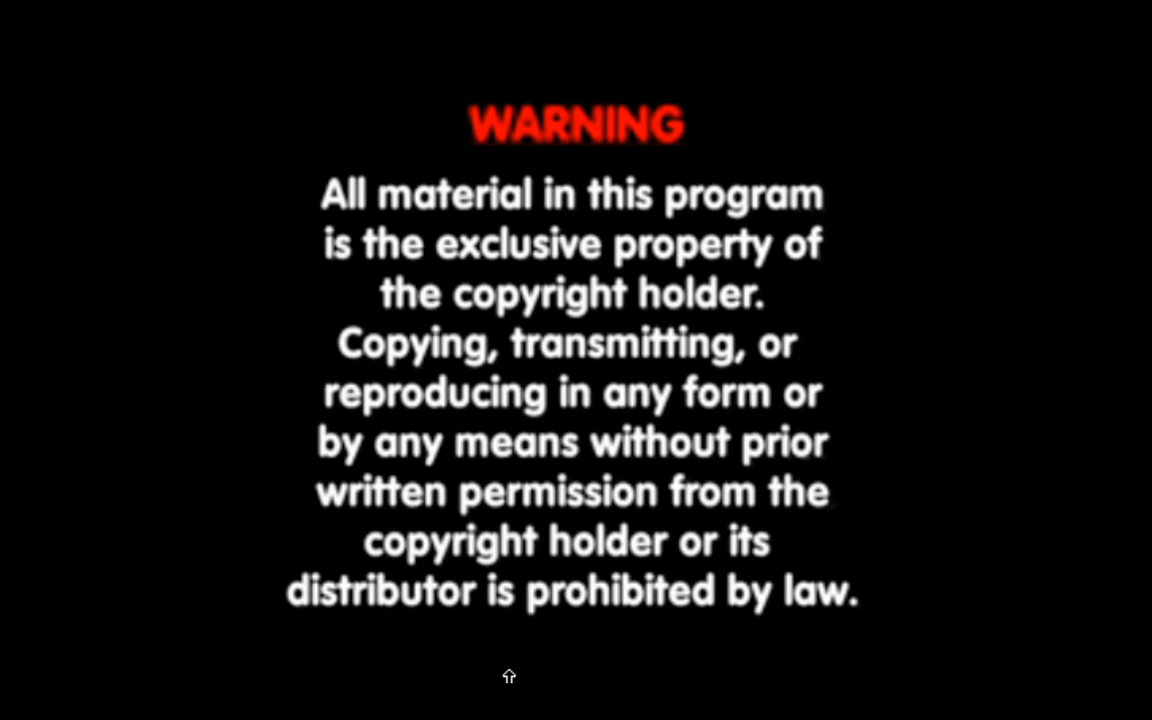 WARNING
All material in this program
is the exclusive property of
the copyright holder.
Copying, transmitting, or
reproducing in any form or
by any means without prior
written permission from the
copyright holder or its
distributor is prohibited by law.